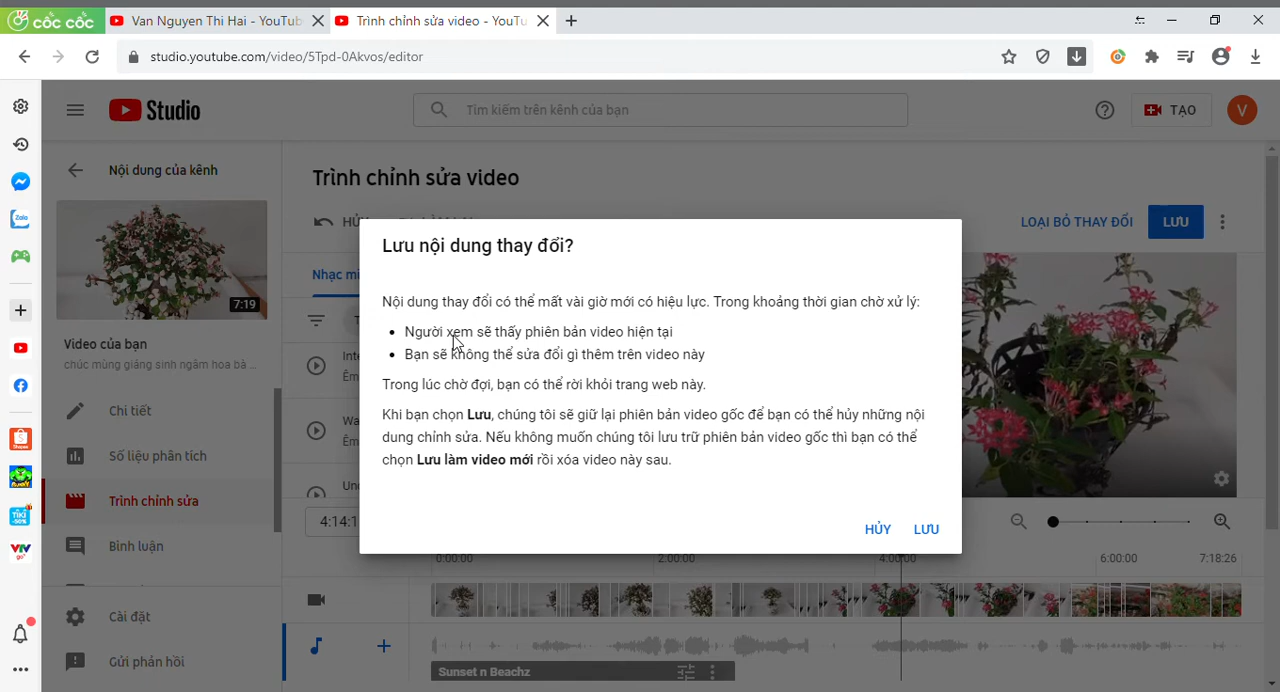 cốc cốc
Van Nguyen Thi Hai - YouTub
Trình chỉnh sửa video - YouTu
studio.youtube.com/video/5Tpd-0Akvos/editor
Studio
Tìm kiếm trên kênh của bạn
TẠO
V
Nội dung của kênh
Trình chỉnh sửa video
HỦY
LOẠI BỎ THAY ĐỔI
LƯU
7:19
Nhạc mi
Video của bạn
chúc mừng giáng sinh ngắm hoa bà ...
Chi tiết
Số liệu phân tích
Trình chỉnh sửa
Bình luận
Cài đặt
Gửi phản hồi
Lưu nội dung thay đổi?
Nội dung thay đổi có thể mất vài giờ mới có hiệu lực. Trong khoảng thời gian chờ xử lý:
• Người xem sẽ thấy phiên bản video hiện tại
• Bạn sẽ không thể sửa đổi gì thêm trên video này
Trong lúc chờ đợi, bạn có thể rời khỏi trang web này.
Khi bạn chọn Lưu, chúng tôi sẽ giữ lại phiên bản video gốc để bạn có thể hủy những nội
dung chỉnh sửa. Nếu không muốn chúng tôi lưu trữ phiên bản video gốc thì bạn có thể
chọn Lưu làm video mới rồi xóa video này sau.
HỦY
LƯU
4:14:1
0:00:00
2:00:00
4:00:00
6:00:00
7:18:26
Sunset n Beachz
Zalo